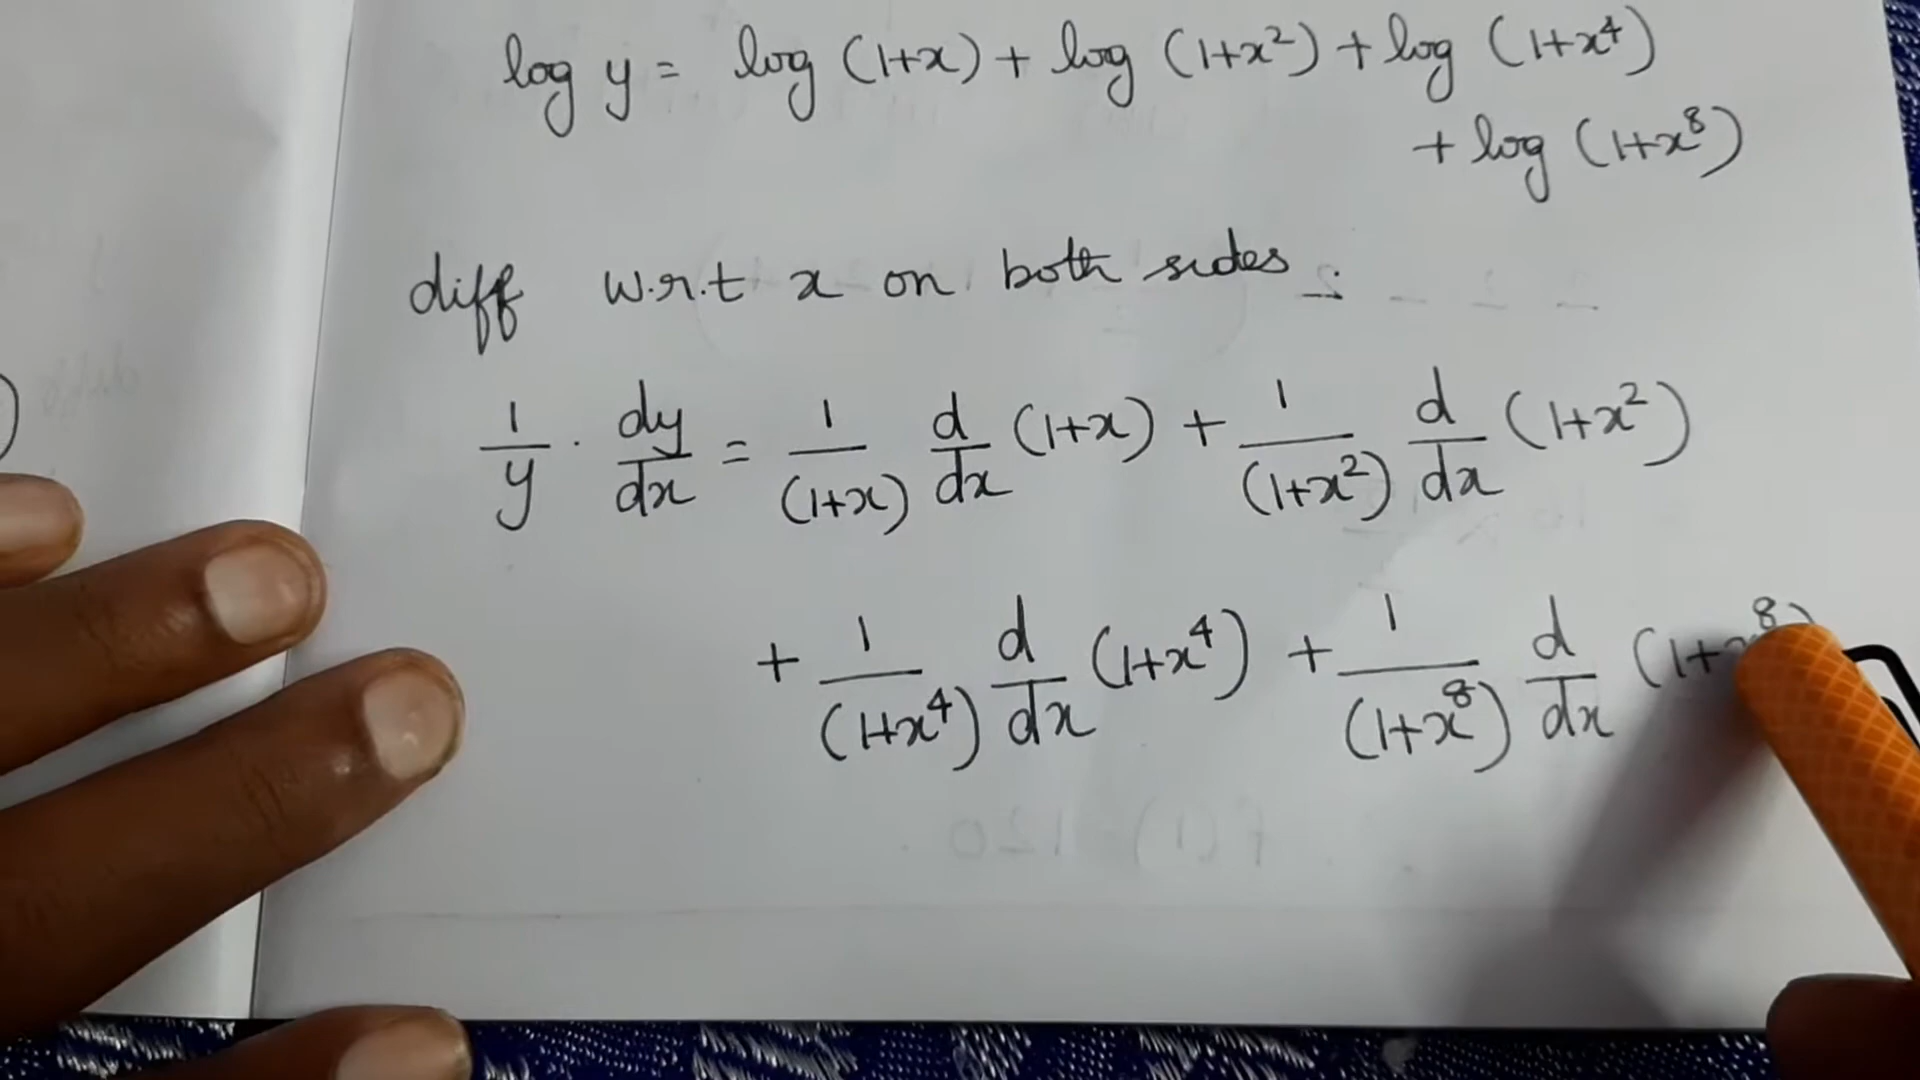 log y = log (1+x) + log (1+x²) + log (1+x⁴)
+ log (1+x⁸)
diff w.r.t x on both sides.
1/y · dy/dx = 1/(1+x) d/dx (1+x) + 1/(1+x²) d/dx (1+x²)
+ 1/(1+x⁴) d/dx (1+x⁴) + 1/(1+x⁸) d/dx (1+x⁸)